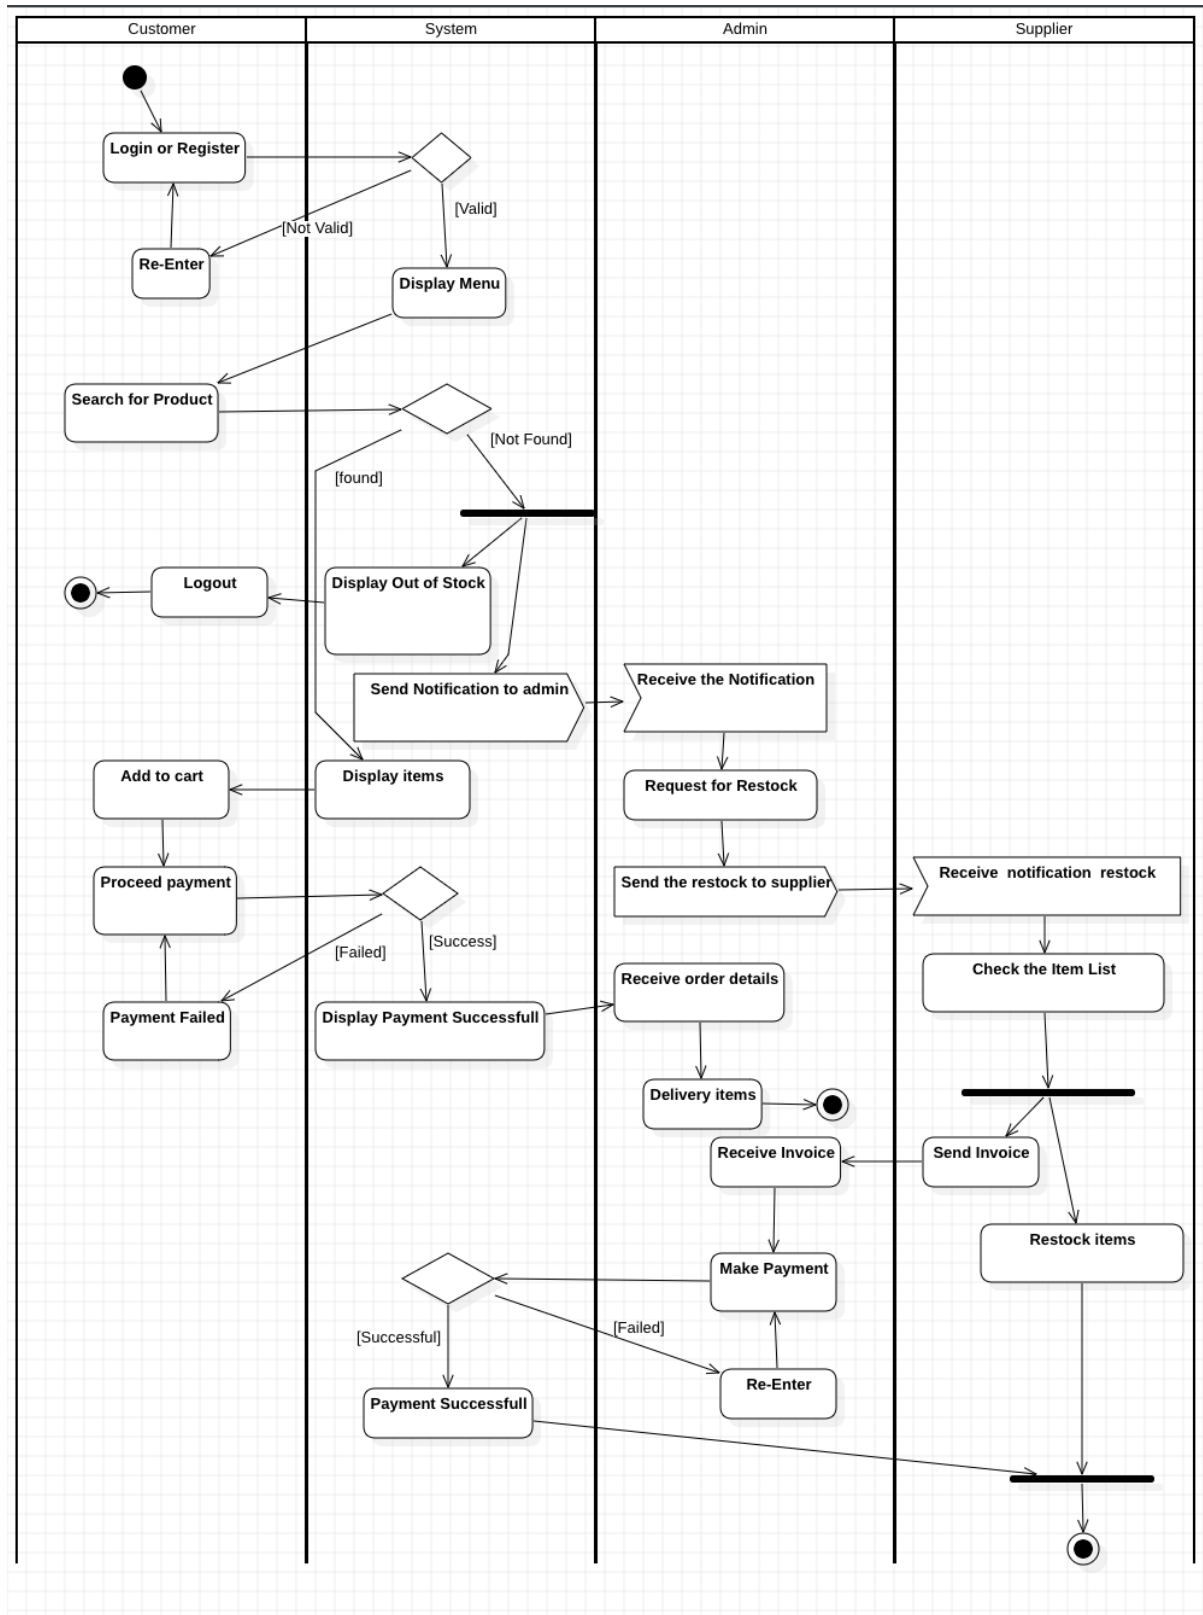 Customer
System
Admin
Supplier
Login or Register
[Valid]
[Not Valid]
Re-Enter
Display Menu
Search for Product
[Not Found]
[found]
Logout
Display Out of Stock
Send Notification to admin
Receive the Notification
Add to cart
Display items
Request for Restock
Proceed payment
Send the restock to supplier
Receive notification restock
[Failed]
[Success]
Receive order details
Check the Item List
Payment Failed
Display Payment Successfull
Delivery items
Receive Invoice
Send Invoice
Restock items
Make Payment
[Successful]
[Failed]
Re-Enter
Payment Successfull